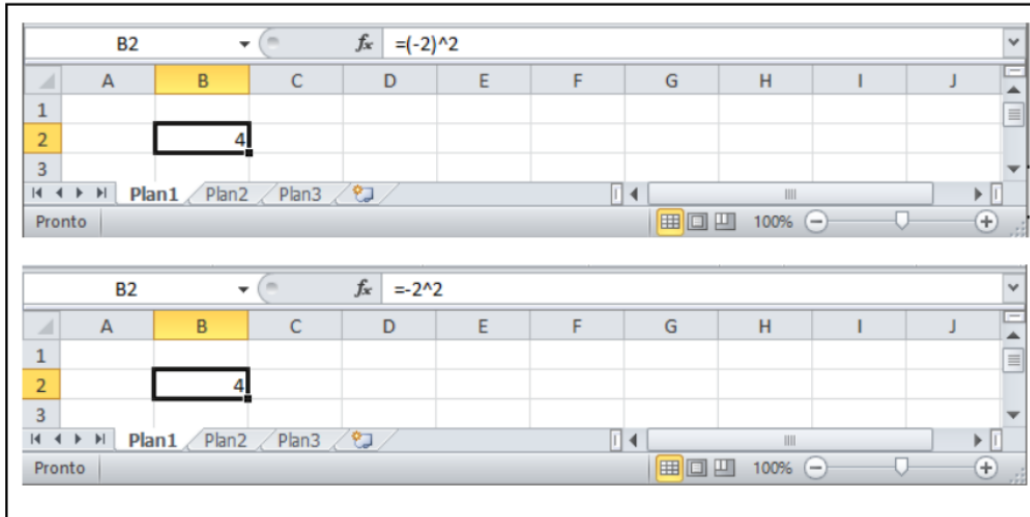 B2 fx =(-2)^2
A B C D E F G H I J
1
2 4
3
Plan1 Plan2 Plan3
Pronto 100%
B2 fx =-2^2
A B C D E F G H I J
1
2 4
3
Plan1 Plan2 Plan3
Pronto 100%